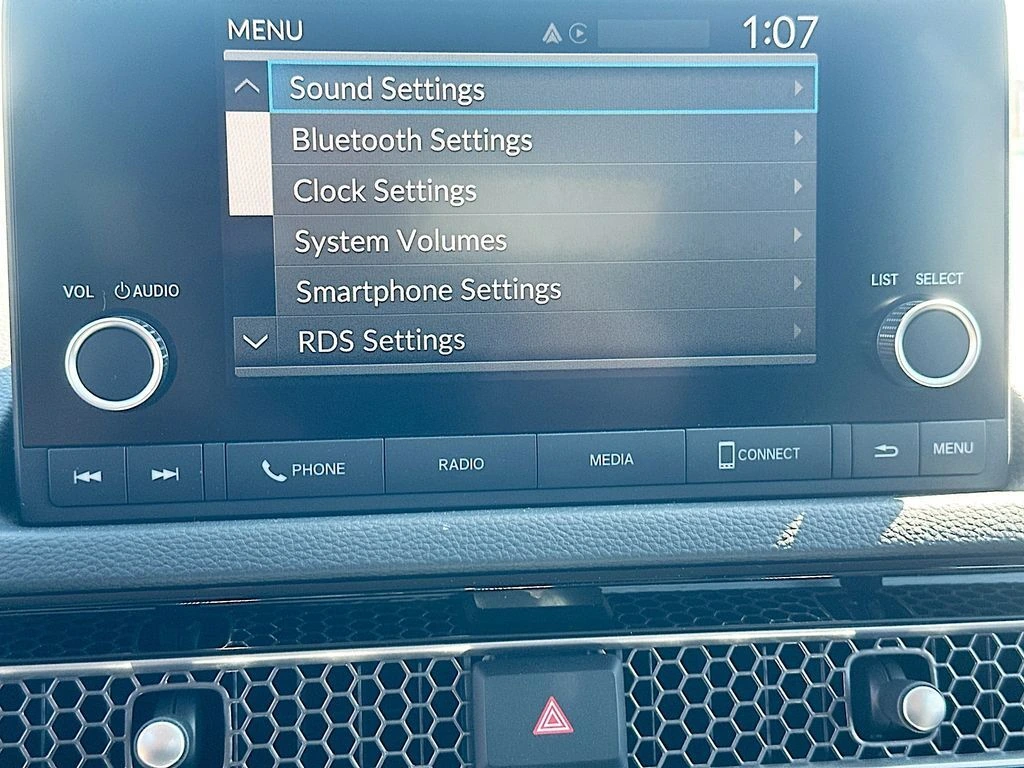 MENU 1:07
Sound Settings
Bluetooth Settings
Clock Settings
System Volumes
Smartphone Settings
RDS Settings
VOL AUDIO
LIST SELECT
PHONE RADIO MEDIA CONNECT MENU